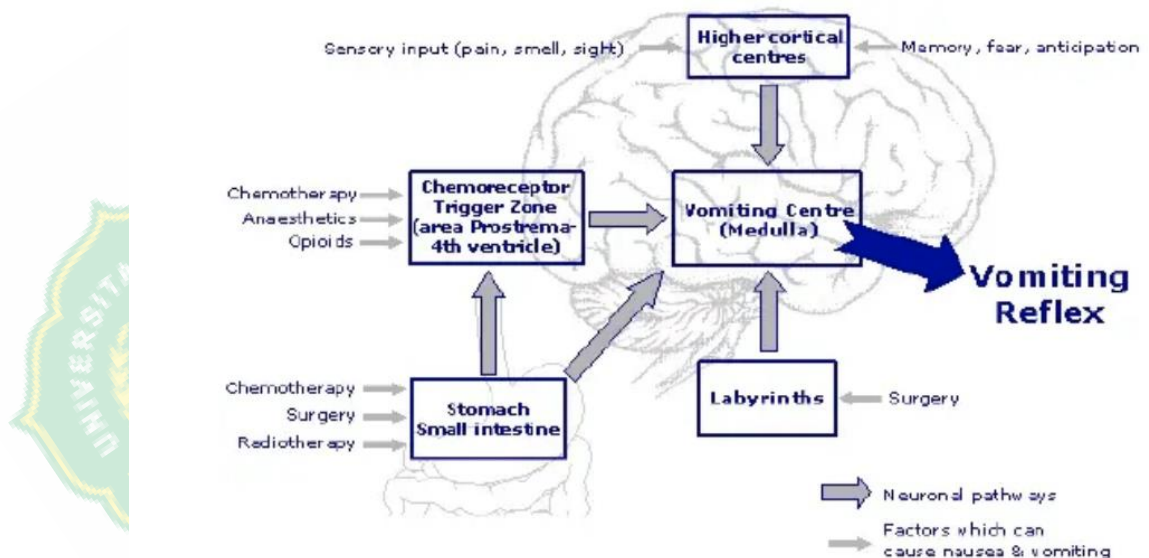 Higher cortical
centres
Sensory input (pain, smell, sight)
Memory, fear, anticipation
Chemotherapy
Anaesthetics
Opioids
Chemoreceptor
Trigger Zone
(area Prostrema-
4th ventricle)
Vomiting Centre
(Medulla)
Vomiting
Reflex
Chemotherapy
Surgery
Radiotherapy
Stomach
Small intestine
Labyrinths
Surgery
Neuronal pathways
Factors which can
cause nausea & vomiting
UNIVERSITA